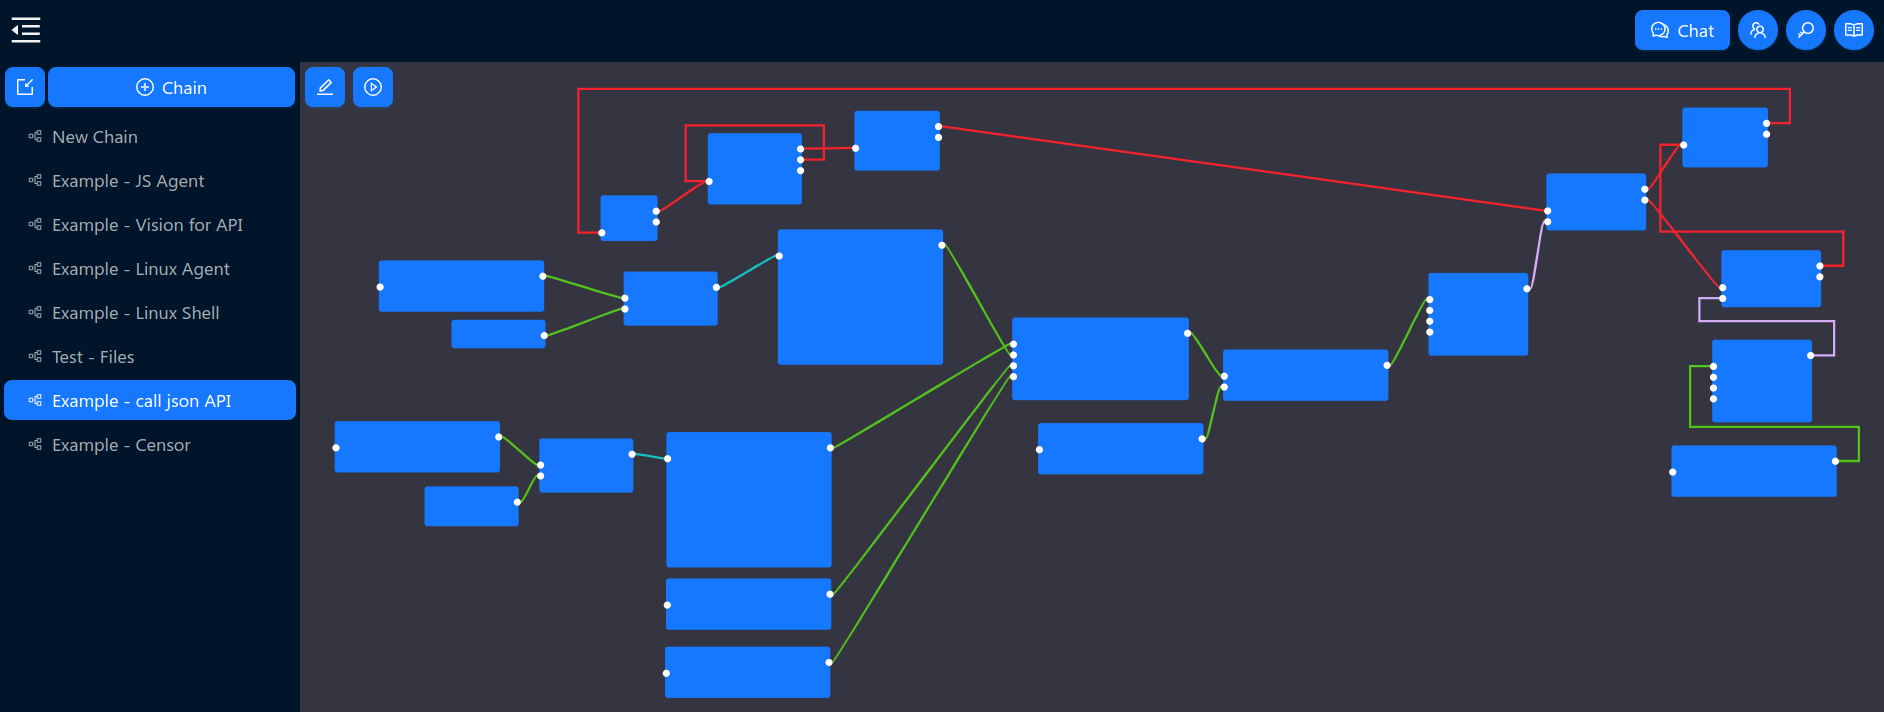 Chat
Chain
New Chain
Example - JS Agent
Example - Vision for API
Example - Linux Agent
Example - Linux Shell
Test - Files
Example - call json API
Example - Censor